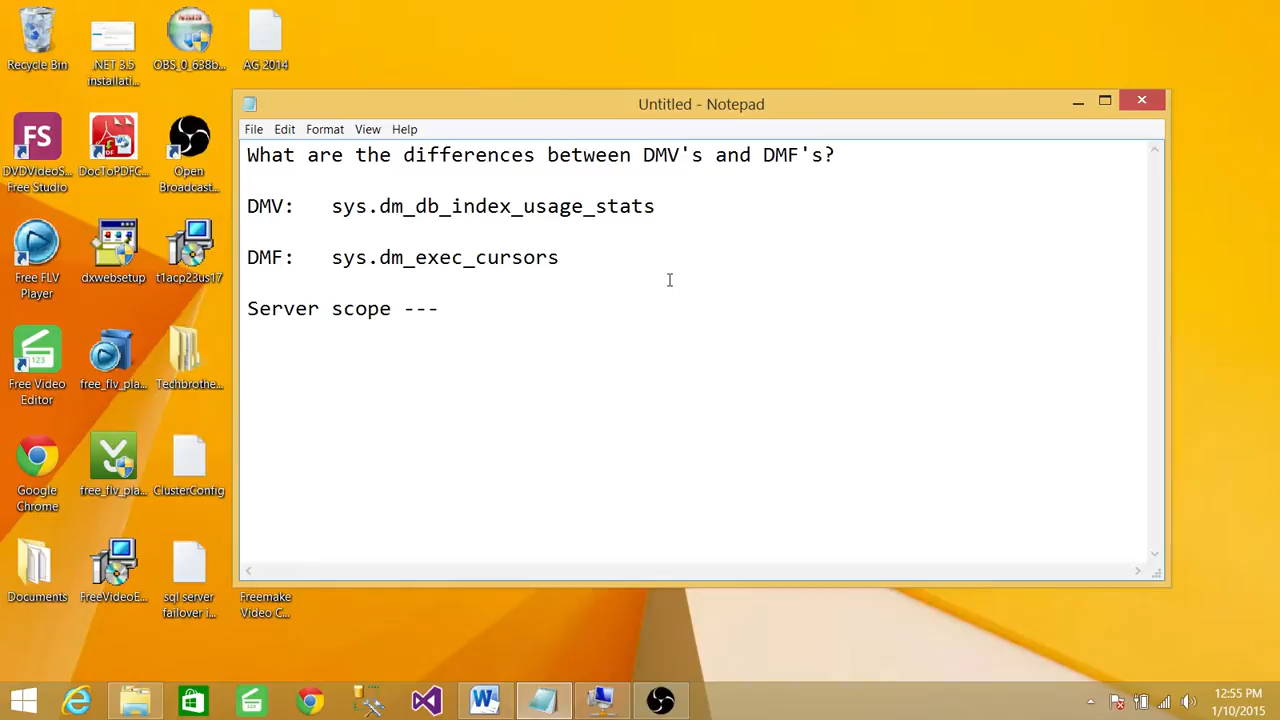 Recycle Bin
.NET 3.5
installati...
OBS_0_638b...
AG 2014
FS
DVDVideoS...
Free Studio
DocToPDFC...
Open
Broadcast...
Free FLV
Player
dxwebsetup
t1acp23us17
123
Free Video
Editor
free_flv_pla...
Techbrothe...
Google
Chrome
free_flv_pla...
ClusterConfig
Documents
FreeVideoE...
sql server
failover i...
Freemake
Video C...
Untitled - Notepad
File Edit Format View Help
What are the differences between DMV's and DMF's?
DMV: sys.dm_db_index_usage_stats
DMF: sys.dm_exec_cursors
Server scope ---
12:55 PM
1/10/2015